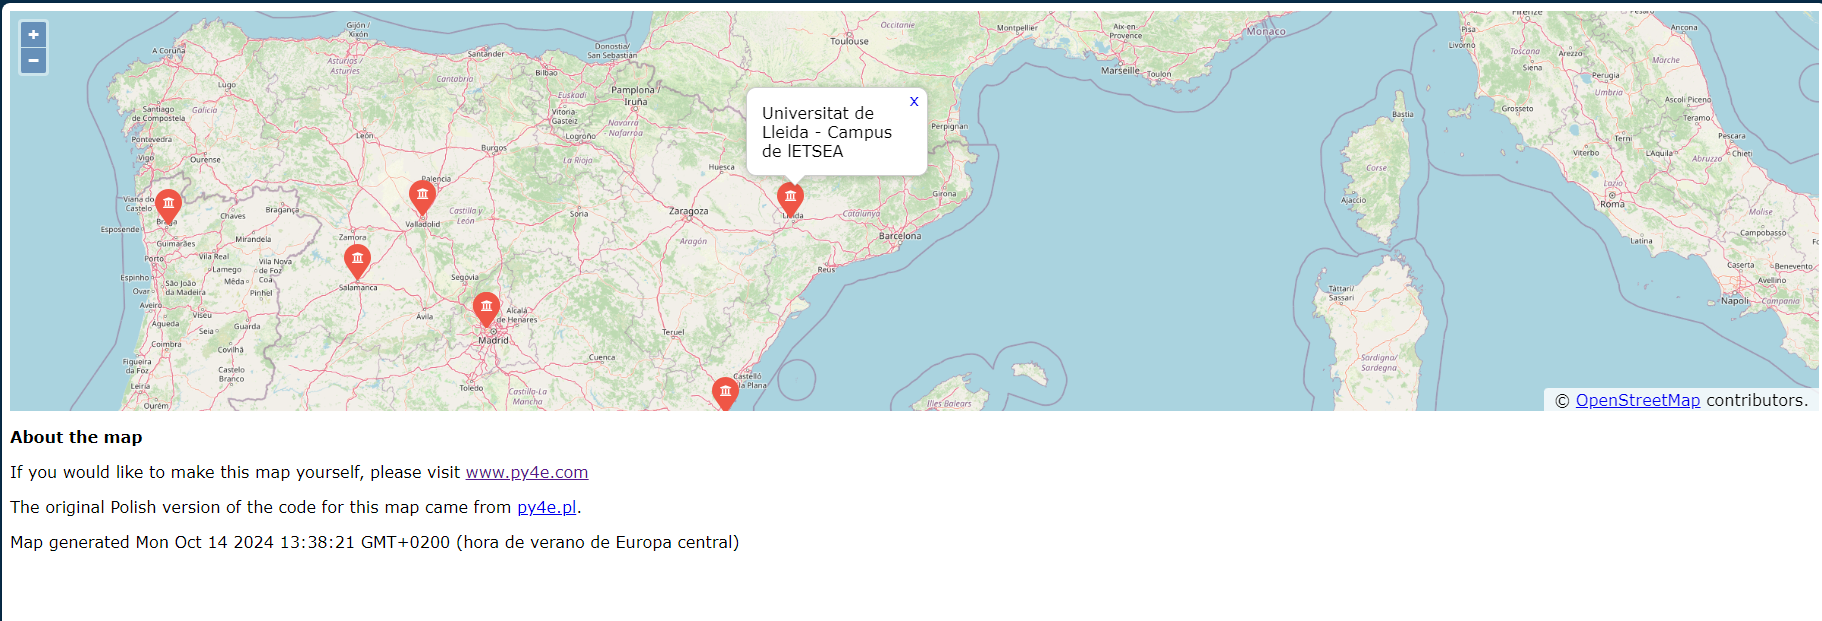 +
−
Gijón /
Xixón
A Coruña
Santander
Donostia/
San Sebastián
Occitanie
Toulouse
Montpellier
Aix-en-
Provence
Monaco
Firenze
Pesaro
Pisa
Livorno
Ancona
Asturias /
Asturies
Lugo
Cantabria
Bilbao
Marseille
Toulon
Toscana
Siena
Arezzo
Marche
Perugia
Umbria
Santiago
de Compostela
Galicia
Euskadi
Pamplona /
Iruña
Vitoria-
Gasteiz
Navarra -
Nafarroa
Logroño
Grosseto
Ascoli Piceno
Teramo
Pontevedra
León
Burgos
La Rioja
Universitat de
Lleida - Campus
de lETSEA
x
Perpignan
Bastia
Pescara
Vigo
Ourense
Huesca
Viterbo
L'Aquila
Chieti
Abruzzo
Corse
Viana do
Castelo
Palencia
Bragança
Chaves
Braga
Castilla y
León
Soria
Zaragoza
Lleida
Girona
Catalunya
Lazio
Roma
Ajaccio
Molise
Esposende
Valladolid
Guimarães
Mirandela
Zamora
Aragón
Barcelona
Latina
Campobasso
Porto
Vila Real
Lamego
Vila Nova
de Foz
Espinho
São João
da Madeira
Mêda
Pinhel
Salamanca
Segovia
Reus
Caserta
Benevento
Avellino
Ovar
Aveiro
Viseu
Tàttari/
Sassari
Napoli
Campania
Águeda
Seia
Guarda
Ávila
Alcalá
de Henares
Teruel
Coimbra
Covilhã
Madrid
Cuenca
Figueira
da Foz
Castelo
Branco
Sardigna/
Sardegna
Leiria
Toledo
Castilla-La
Mancha
Castelló
la Plana
Ourém
Illes Balears
© OpenStreetMap contributors.
About the map
If you would like to make this map yourself, please visit www.py4e.com
The original Polish version of the code for this map came from py4e.pl.
Map generated Mon Oct 14 2024 13:38:21 GMT+0200 (hora de verano de Europa central)